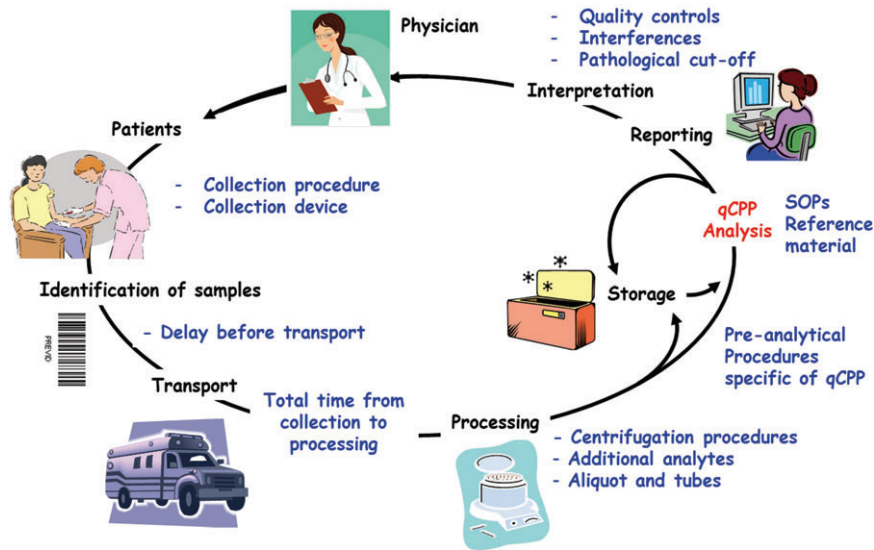 Physician
- Quality controls
- Interferences
- Pathological cut-off
Interpretation
Patients
Reporting
- Collection procedure
- Collection device
qCPP
Analysis
SOPs
Reference
material
Identification of samples
Storage
PREVID
- Delay before transport
Pre-analytical
Procedures
specific of qCPP
Transport
Total time from
collection to
processing
Processing
- Centrifugation procedures
- Additional analytes
- Aliquot and tubes